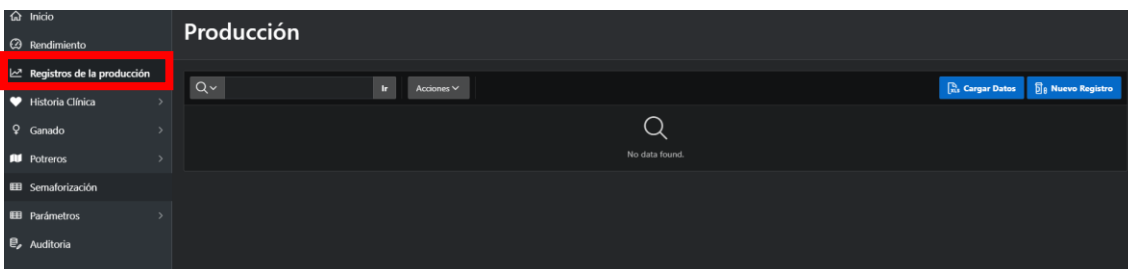 Inicio
Rendimiento
Registros de la producción
Historia Clínica
Ganado
Potreros
Semaforización
Parámetros
Auditoria
Producción
Ir
Acciones
Cargar Datos
Nuevo Registro
No data found.